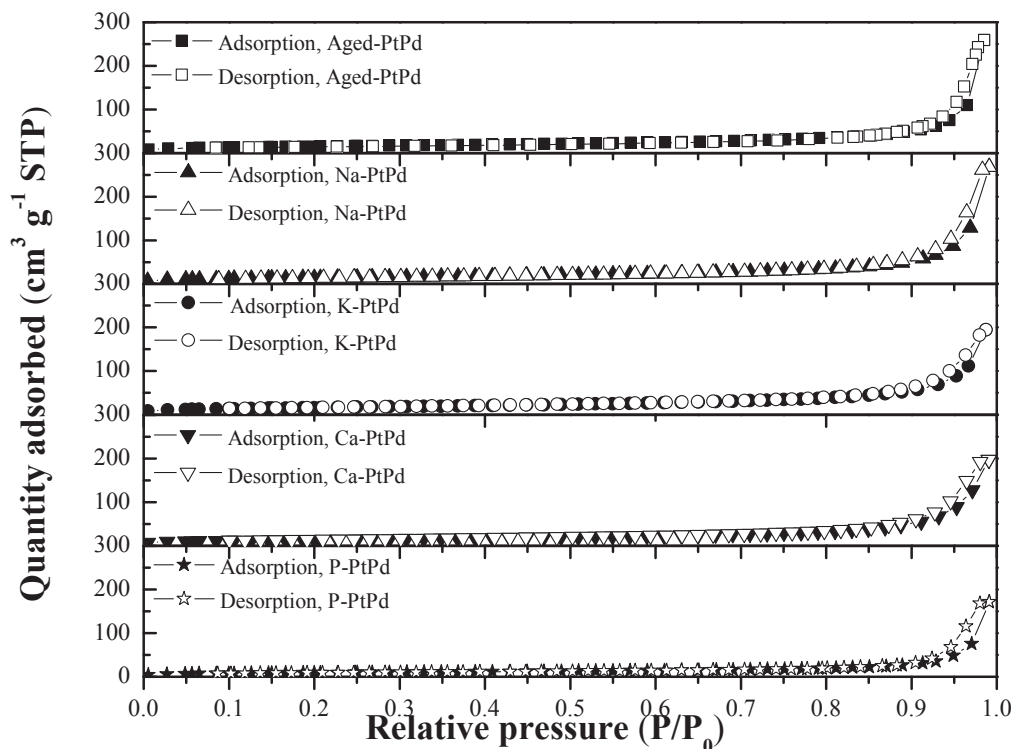 300
Adsorption, Aged-PtPd
Desorption, Aged-PtPd
200
100
300
Adsorption, Na-PtPd
Desorption, Na-PtPd
200
100
300
Adsorption, K-PtPd
Desorption, K-PtPd
200
100
300
Adsorption, Ca-PtPd
Desorption, Ca-PtPd
200
100
300
Adsorption, P-PtPd
Desorption, P-PtPd
200
100
0
0.0 0.1 0.2 0.3 0.4 0.5 0.6 0.7 0.8 0.9 1.0
Relative pressure (P/P₀)
Quantity adsorbed (cm³ g⁻¹ STP)